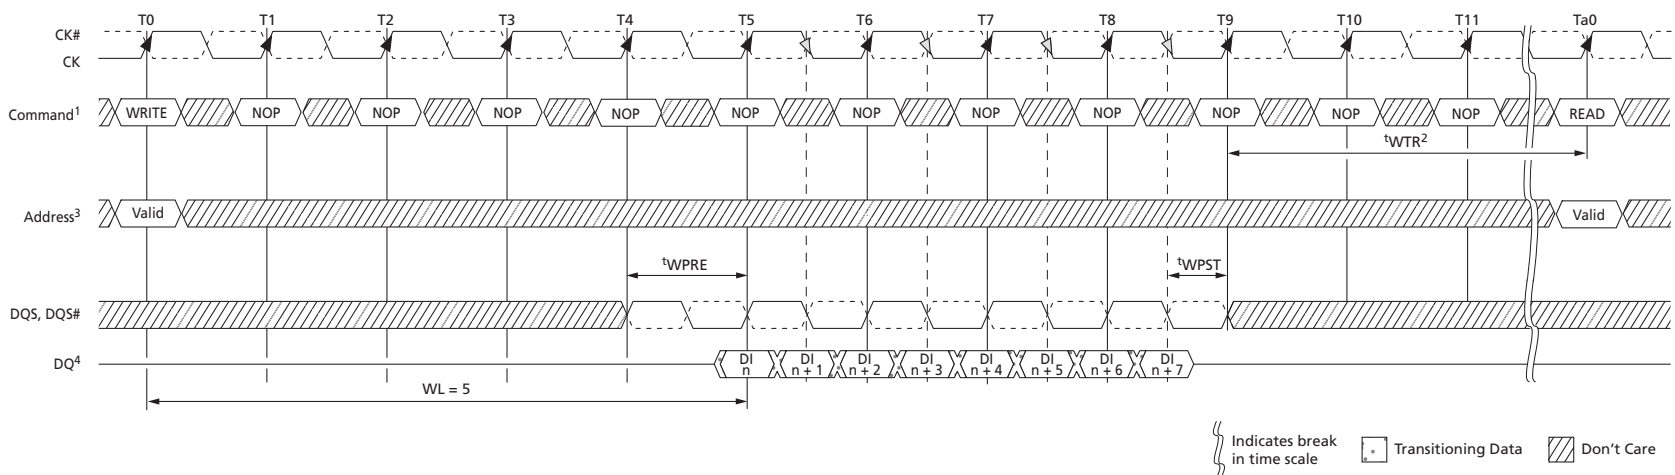 T0 T1 T2 T3 T4 T5 T6 T7 T8 T9 T10 T11 Ta0
CK#
CK
Command1 WRITE NOP NOP NOP NOP NOP NOP NOP NOP NOP NOP NOP READ
tWTR2
Address3 Valid Valid
tWPRE tWPST
DQS, DQS#
DQ4 DI n DI n + 1 DI n + 2 DI n + 3 DI n + 4 DI n + 5 DI n + 6 DI n + 7
WL = 5
Indicates break
in time scale
Transitioning Data
Don't Care